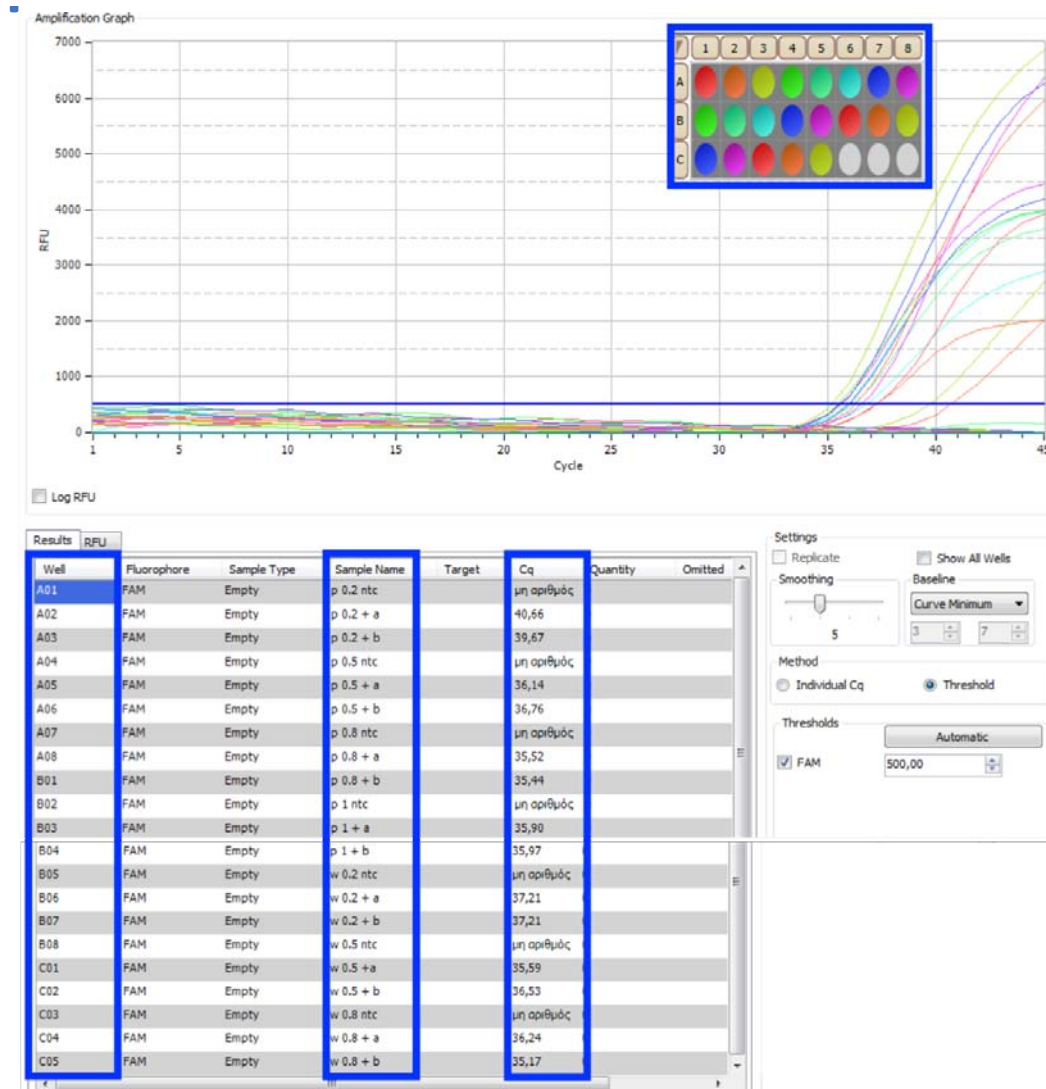 Amplification Graph
7000
6000
5000
4000
3000
2000
1000
0
RFU
1 2 3 4 5 6 7 8
A
B
C
1 5 10 15 20 25 30 35 40 45
Cycle
Log RFU
Results RFU
Well Fluorophore Sample Type Sample Name Target Cq Quantity Omitted
A01 FAM Empty p 0.2 ntc μη αριθμός
A02 FAM Empty p 0.2 + a 40,66
A03 FAM Empty p 0.2 + b 39,67
A04 FAM Empty p 0.5 ntc μη αριθμός
A05 FAM Empty p 0.5 + a 36,14
A06 FAM Empty p 0.5 + b 36,76
A07 FAM Empty p 0.8 ntc μη αριθμός
A08 FAM Empty p 0.8 + a 35,52
B01 FAM Empty p 0.8 + b 35,44
B02 FAM Empty p 1 ntc μη αριθμός
B03 FAM Empty p 1 + a 35,90
B04 FAM Empty p 1 + b 35,97
B05 FAM Empty w 0.2 ntc μη αριθμός
B06 FAM Empty w 0.2 + a 37,21
B07 FAM Empty w 0.2 + b 37,21
B08 FAM Empty w 0.5 ntc μη αριθμός
C01 FAM Empty w 0.5 +a 35,59
C02 FAM Empty w 0.5 + b 36,53
C03 FAM Empty w 0.8 ntc μη αριθμός
C04 FAM Empty w 0.8 + a 36,24
C05 FAM Empty w 0.8 + b 35,17
Settings
Replicate Show All Wells
Smoothing Baseline
Curve Minimum
5 3 7
Method
Individual Cq Threshold
Thresholds
Automatic
FAM 500,00